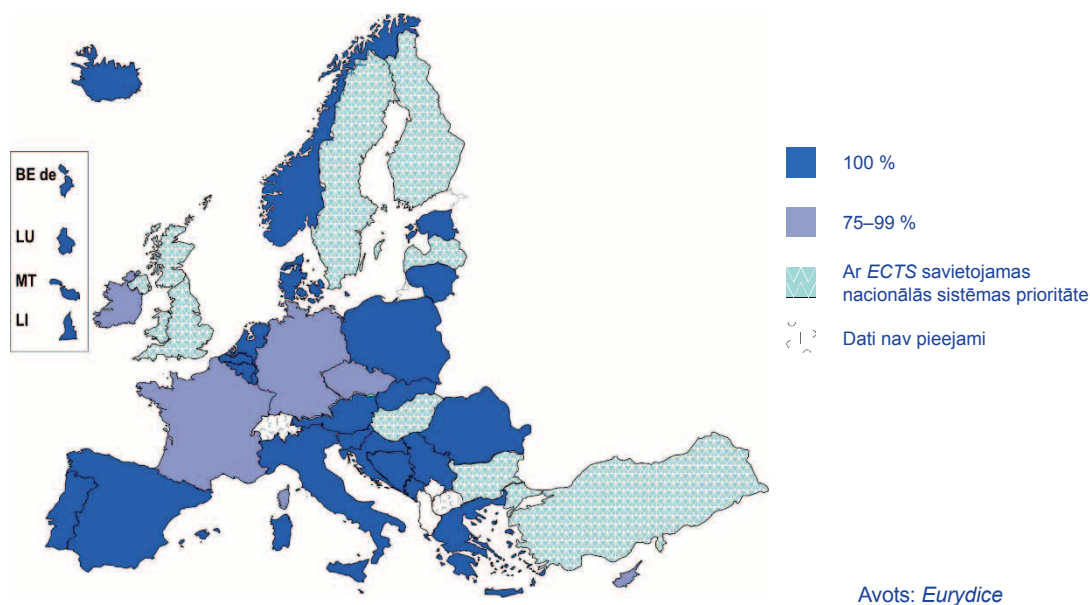 BE de
LU
MT
LI
100 %
75–99 %
Ar ECTS savietojamas
nacionālās sistēmas prioritāte
Dati nav pieejami
Avots: Eurydice